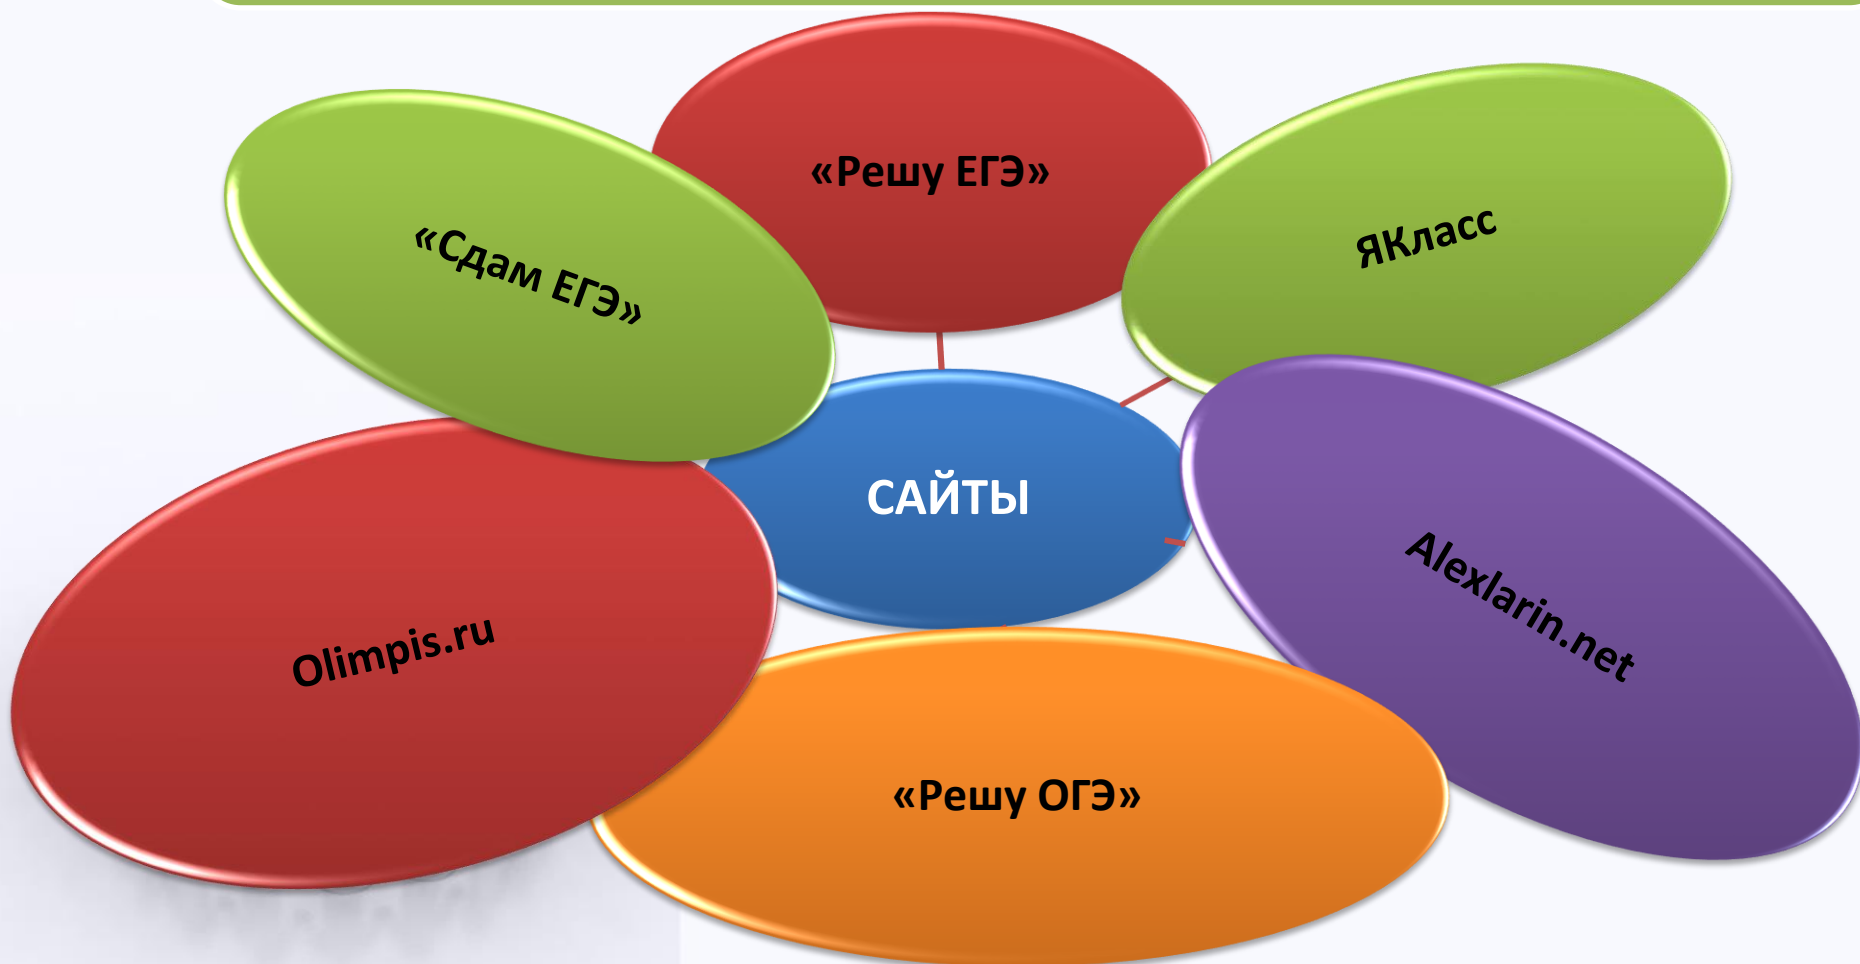 «Решу ЕГЭ»
ЯКласс
«Сдам ЕГЭ»
САЙТЫ
Alexlarin.net
Olimpis.ru
«Решу ОГЭ»